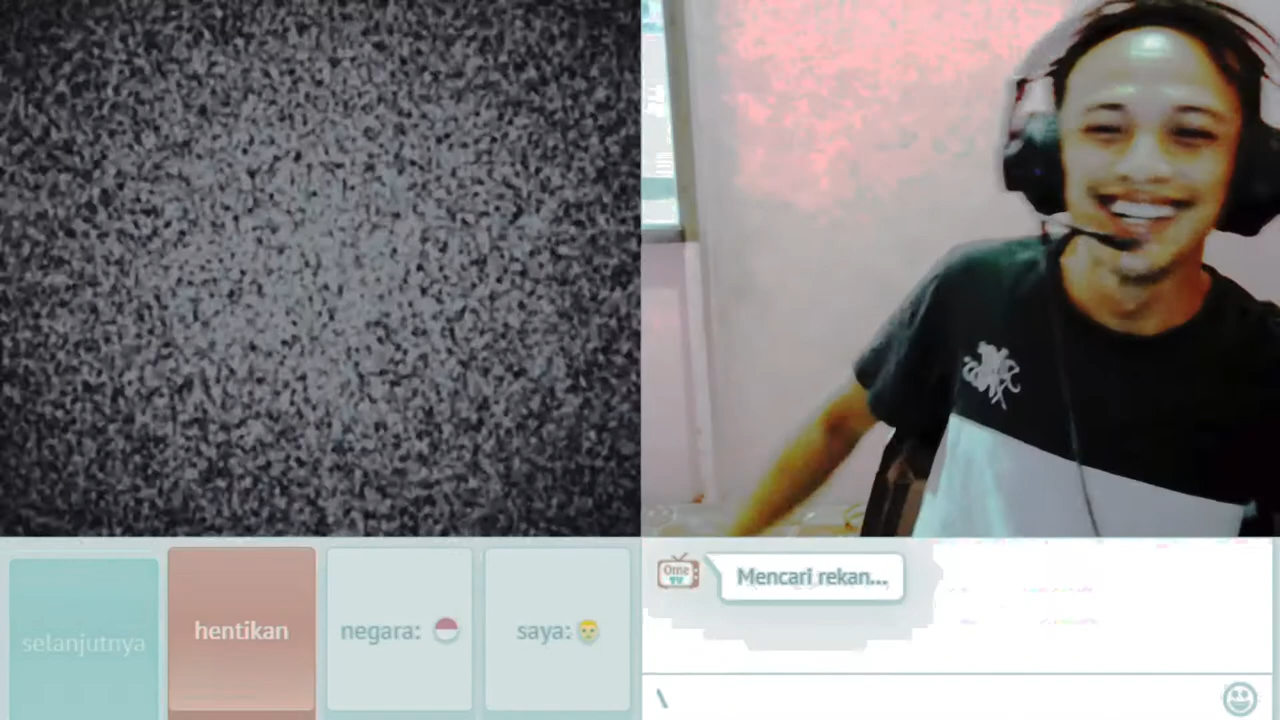 Ome
TV
Mencari rekan...
selanjutnya
hentikan
negara:
saya:
\